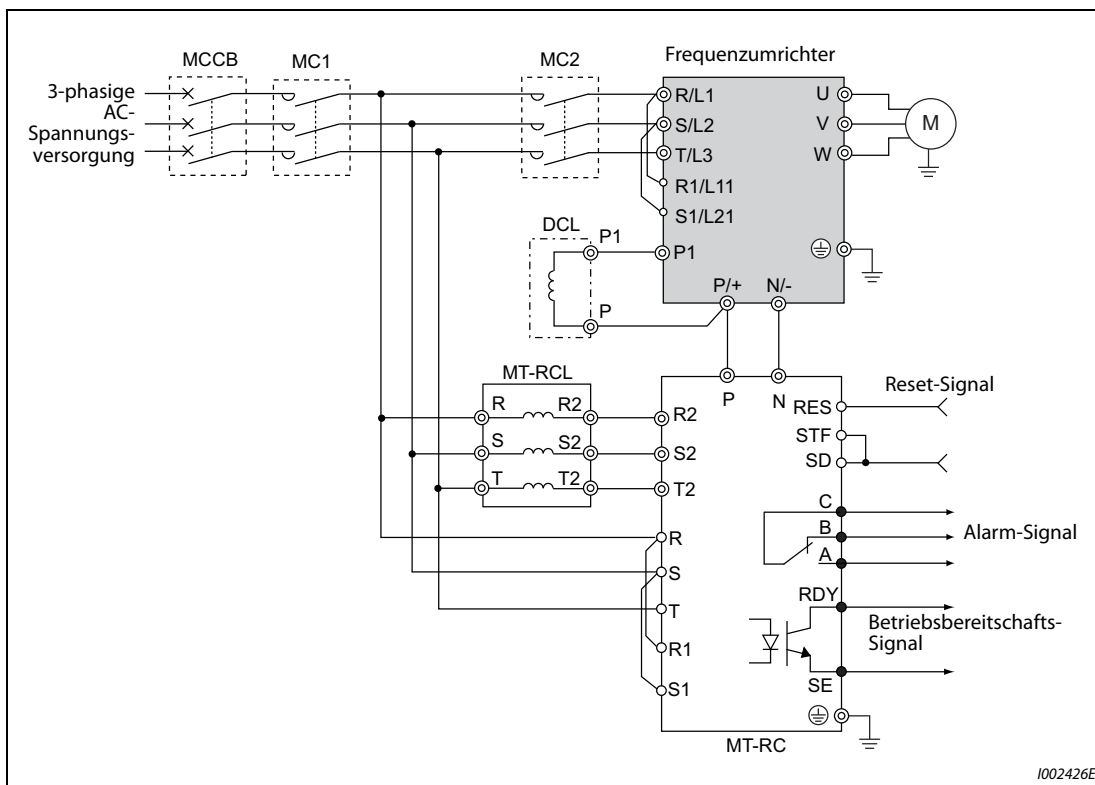 Frequenzumrichter
MCCB
MC1
MC2
3-phasige
AC-
Spannungs-
versorgung
R/L1
S/L2
T/L3
R1/L11
S1/L21
P1
P/+
N/-
U
V
W
M
DCL
P1
P
MT-RCL
R
R2
S
S2
T
T2
P
N
R2
S2
T2
R
S
T
R1
S1
RES
STF
SD
C
B
A
RDY
SE
Reset-Signal
Alarm-Signal
Betriebsbereitschafts-
Signal
MT-RC
I002426E